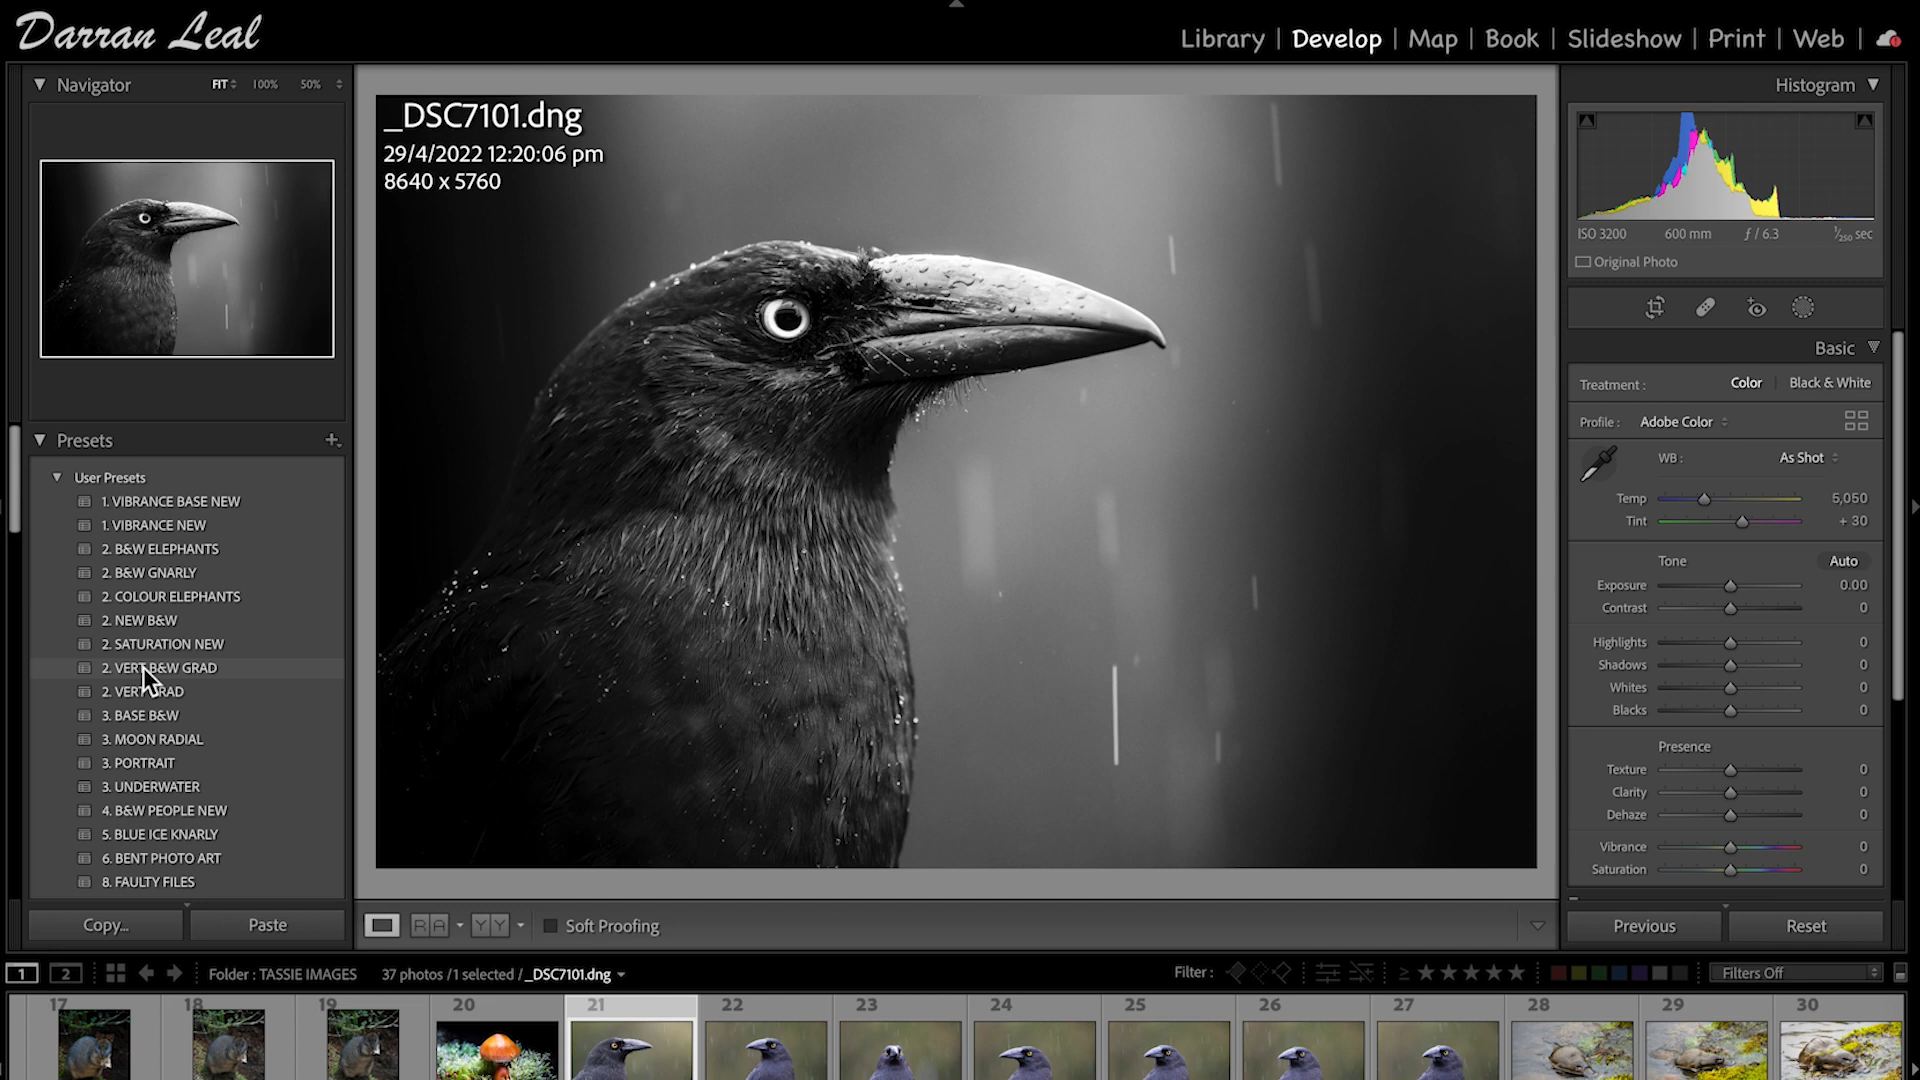 Darran Leal
Library | Develop | Map | Book | Slideshow | Print | Web |
Navigator FIT 100% 50%
Histogram
_DSC7101.dng
29/4/2022 12:20:06 pm
8640 x 5760
ISO 3200 600 mm ƒ / 6.3 1/250 sec
Original Photo
Basic
Treatment : Color Black & White
Profile : Adobe Color
WB : As Shot
Temp 5,050
Tint + 30
Tone Auto
Exposure 0.00
Contrast 0
Highlights 0
Shadows 0
Whites 0
Blacks 0
Presence
Texture 0
Clarity 0
Dehaze 0
Vibrance 0
Saturation 0
Presets
User Presets
1. VIBRANCE BASE NEW
1. VIBRANCE NEW
2. B&W ELEPHANTS
2. B&W GNARLY
2. COLOUR ELEPHANTS
2. NEW B&W
2. SATURATION NEW
2. VERT B&W GRAD
2. VERT GRAD
3. BASE B&W
3. MOON RADIAL
3. PORTRAIT
3. UNDERWATER
4. B&W PEOPLE NEW
5. BLUE ICE KNARLY
6. BENT PHOTO ART
8. FAULTY FILES
Copy... Paste
R A Y Y Soft Proofing
Previous Reset
1 2 Folder : TASSIE IMAGES 37 photos /1 selected / _DSC7101.dng
Filter : ≥ ★ ★ ★ ★ ★ Filters Off
17 18 19 20 21 22 23 24 25 26 27 28 29 30